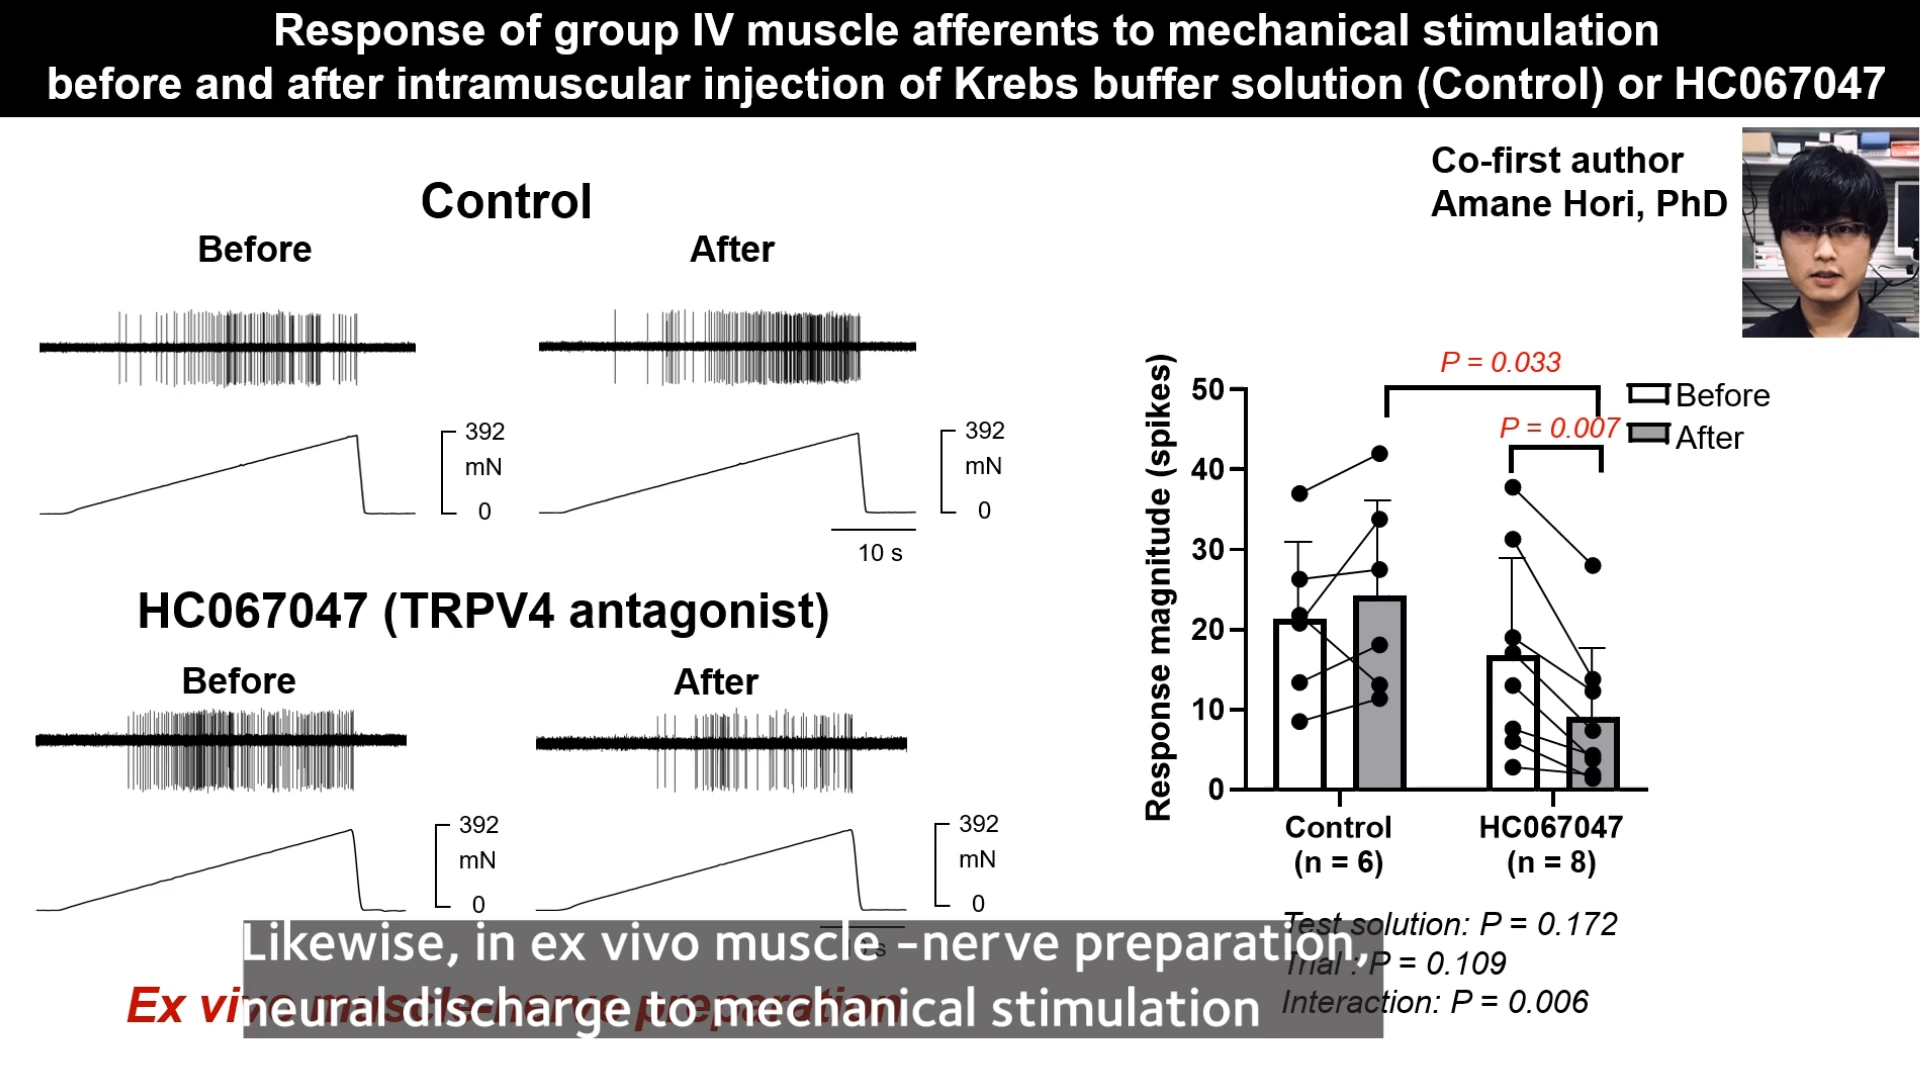 Response of group IV muscle afferents to mechanical stimulation
before and after intramuscular injection of Krebs buffer solution (Control) or HC067047
Co-first author
Amane Hori, PhD
Control
Before
After
392
mN
0
392
mN
0
10 s
HC067047 (TRPV4 antagonist)
Before
After
392
mN
0
392
mN
0
Response magnitude (spikes)
50
40
30
20
10
0
P = 0.033
P = 0.007
Before
After
Control
(n = 6)
HC067047
(n = 8)
Test solution: P = 0.172
Trial : P = 0.109
Interaction: P = 0.006
Ex vivo muscle-nerve preparation
Likewise, in ex vivo muscle -nerve preparation,
neural discharge to mechanical stimulation